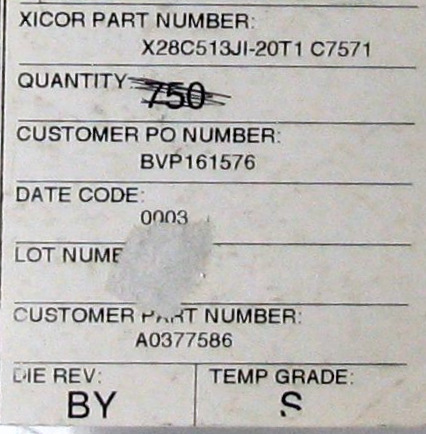 XICOR PART NUMBER:
X28C513JI-20T1 C7571
QUANTITY
750
CUSTOMER PO NUMBER:
BVP161576
DATE CODE:
0003
LOT NUME
CUSTOMER PART NUMBER:
A0377586
DIE REV: TEMP GRADE:
BY S